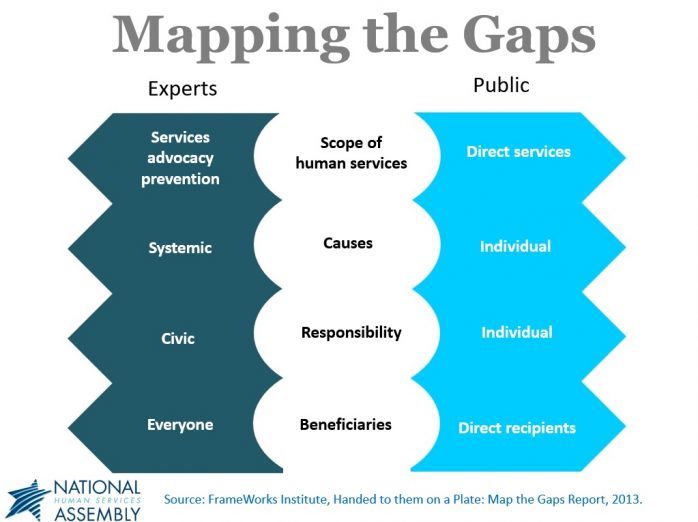 Mapping the Gaps
Experts
Public
Services
advocacy
prevention
Scope of
human services
Direct services
Systemic
Causes
Individual
Civic
Responsibility
Individual
Everyone
Beneficiaries
Direct recipients
NATIONAL
HUMAN SERVICES
ASSEMBLY
Source: FrameWorks Institute, Handed to them on a Plate: Map the Gaps Report, 2013.